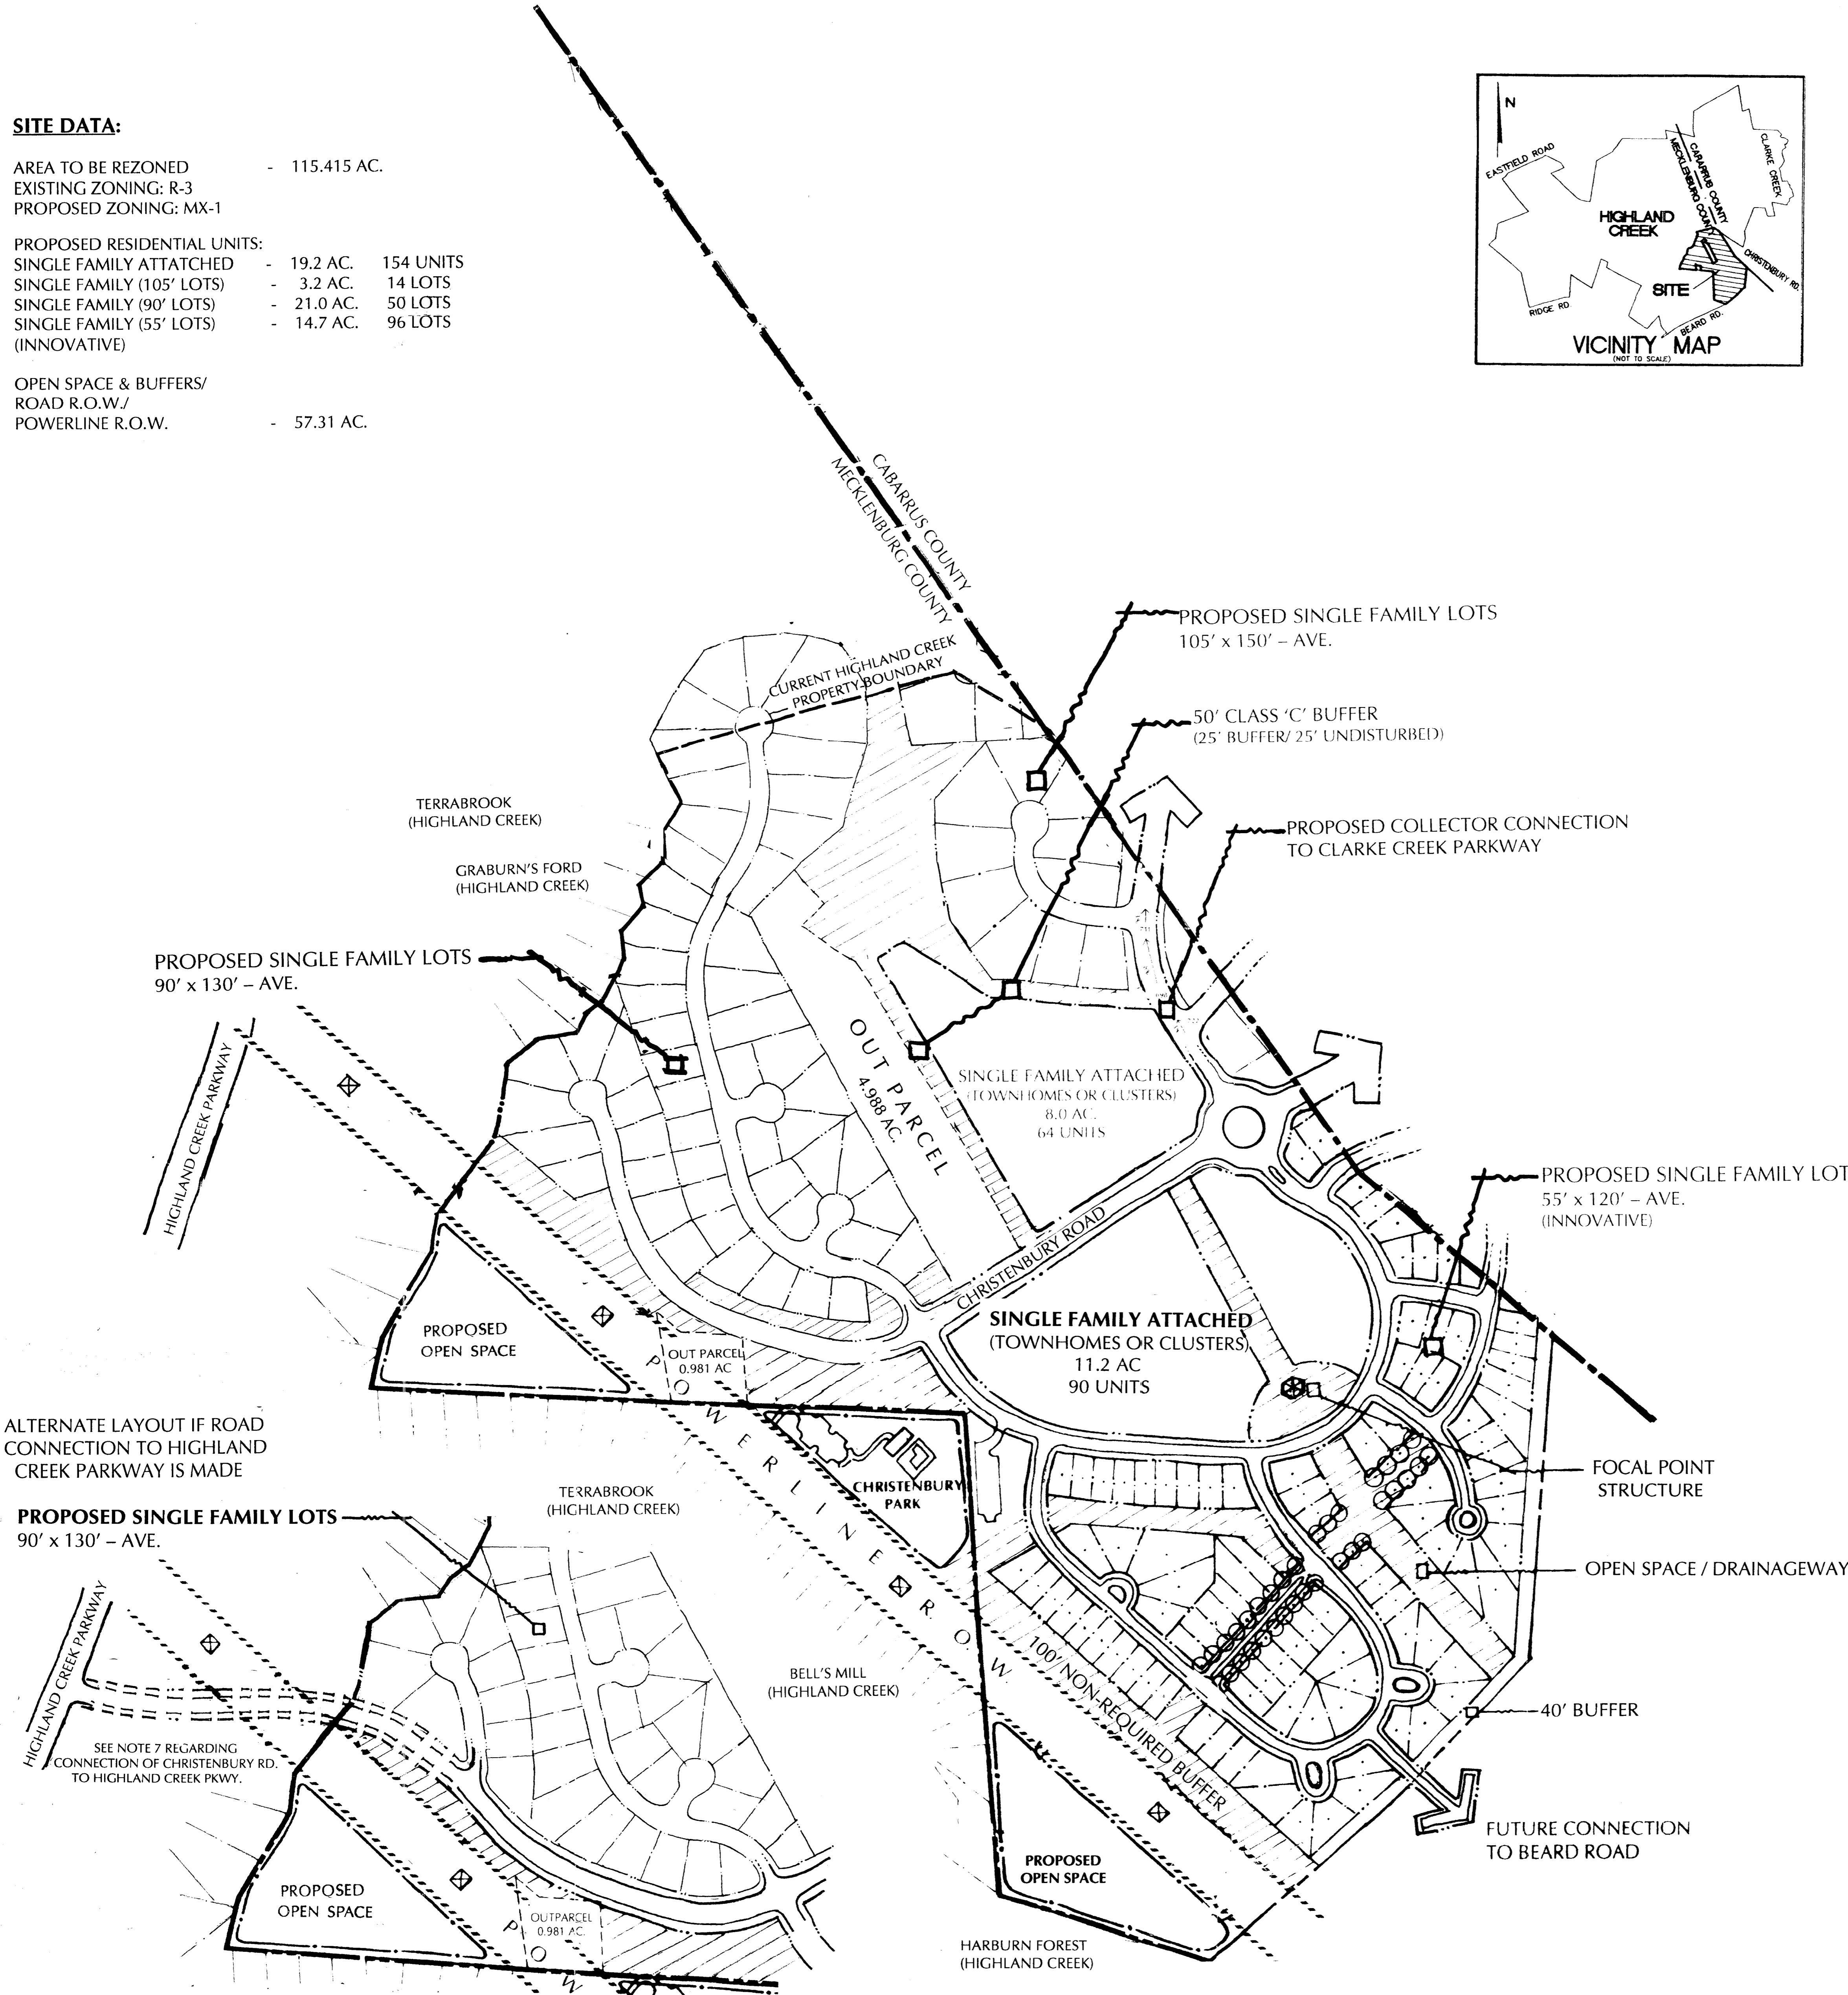 SITE DATA:
AREA TO BE REZONED - 115.415 AC.
EXISTING ZONING: R-3
PROPOSED ZONING: MX-1
PROPOSED RESIDENTIAL UNITS:
SINGLE FAMILY ATTATCHED - 19.2 AC. 154 UNITS
SINGLE FAMILY (105' LOTS) - 3.2 AC. 14 LOTS
SINGLE FAMILY (90' LOTS) - 21.0 AC. 50 LOTS
SINGLE FAMILY (55' LOTS) - 14.7 AC. 96 LOTS
(INNOVATIVE)
OPEN SPACE & BUFFERS/
ROAD R.O.W./
POWERLINE R.O.W. - 57.31 AC.
N
EASTFIELD ROAD
CARARRUS COUNTY
MECKLENBURG COUNTY
CLARKE CREEK
HIGHLAND
CREEK
CHRISTENBURY RD.
SITE
RIDGE RD
BEARD RD.
VICINITY MAP
(NOT TO SCALE)
CABARRUS COUNTY
MECKLENBURG COUNTY
PROPOSED SINGLE FAMILY LOTS
105' x 150' – AVE.
CURRENT HIGHLAND CREEK
PROPERTY BOUNDARY
50' CLASS 'C' BUFFER
(25' BUFFER/ 25' UNDISTURBED)
TERRABROOK
(HIGHLAND CREEK)
PROPOSED COLLECTOR CONNECTION
TO CLARKE CREEK PARKWAY
GRABURN'S FORD
(HIGHLAND CREEK)
PROPOSED SINGLE FAMILY LOTS
90' x 130' – AVE.
HIGHLAND CREEK PARKWAY
OUT PARCEL
4.988 AC.
SINGLE FAMILY ATTACHED
(TOWNHOMES OR CLUSTERS)
8.0 AC.
64 UNITS
PROPOSED SINGLE FAMILY LOT
55' x 120' – AVE.
(INNOVATIVE)
CHRISTENBURY ROAD
SINGLE FAMILY ATTACHED
(TOWNHOMES OR CLUSTERS)
11.2 AC
90 UNITS
PROPOSED
OPEN SPACE
OUT PARCEL
0.981 AC
POWERLINE ROW
ALTERNATE LAYOUT IF ROAD
CONNECTION TO HIGHLAND
CREEK PARKWAY IS MADE
CHRISTENBURY
PARK
FOCAL POINT
STRUCTURE
TERRABROOK
(HIGHLAND CREEK)
PROPOSED SINGLE FAMILY LOTS
90' x 130' – AVE.
OPEN SPACE / DRAINAGEWAY
HIGHLAND CREEK PARKWAY
BELL'S MILL
(HIGHLAND CREEK)
100' NON-REQUIRED BUFFER
40' BUFFER
SEE NOTE 7 REGARDING
CONNECTION OF CHRISTENBURY RD.
TO HIGHLAND CREEK PKWY.
FUTURE CONNECTION
TO BEARD ROAD
PROPOSED
OPEN SPACE
PROPOSED
OPEN SPACE
OUTPARCEL
0.981 AC.
POW
HARBURN FOREST
(HIGHLAND CREEK)